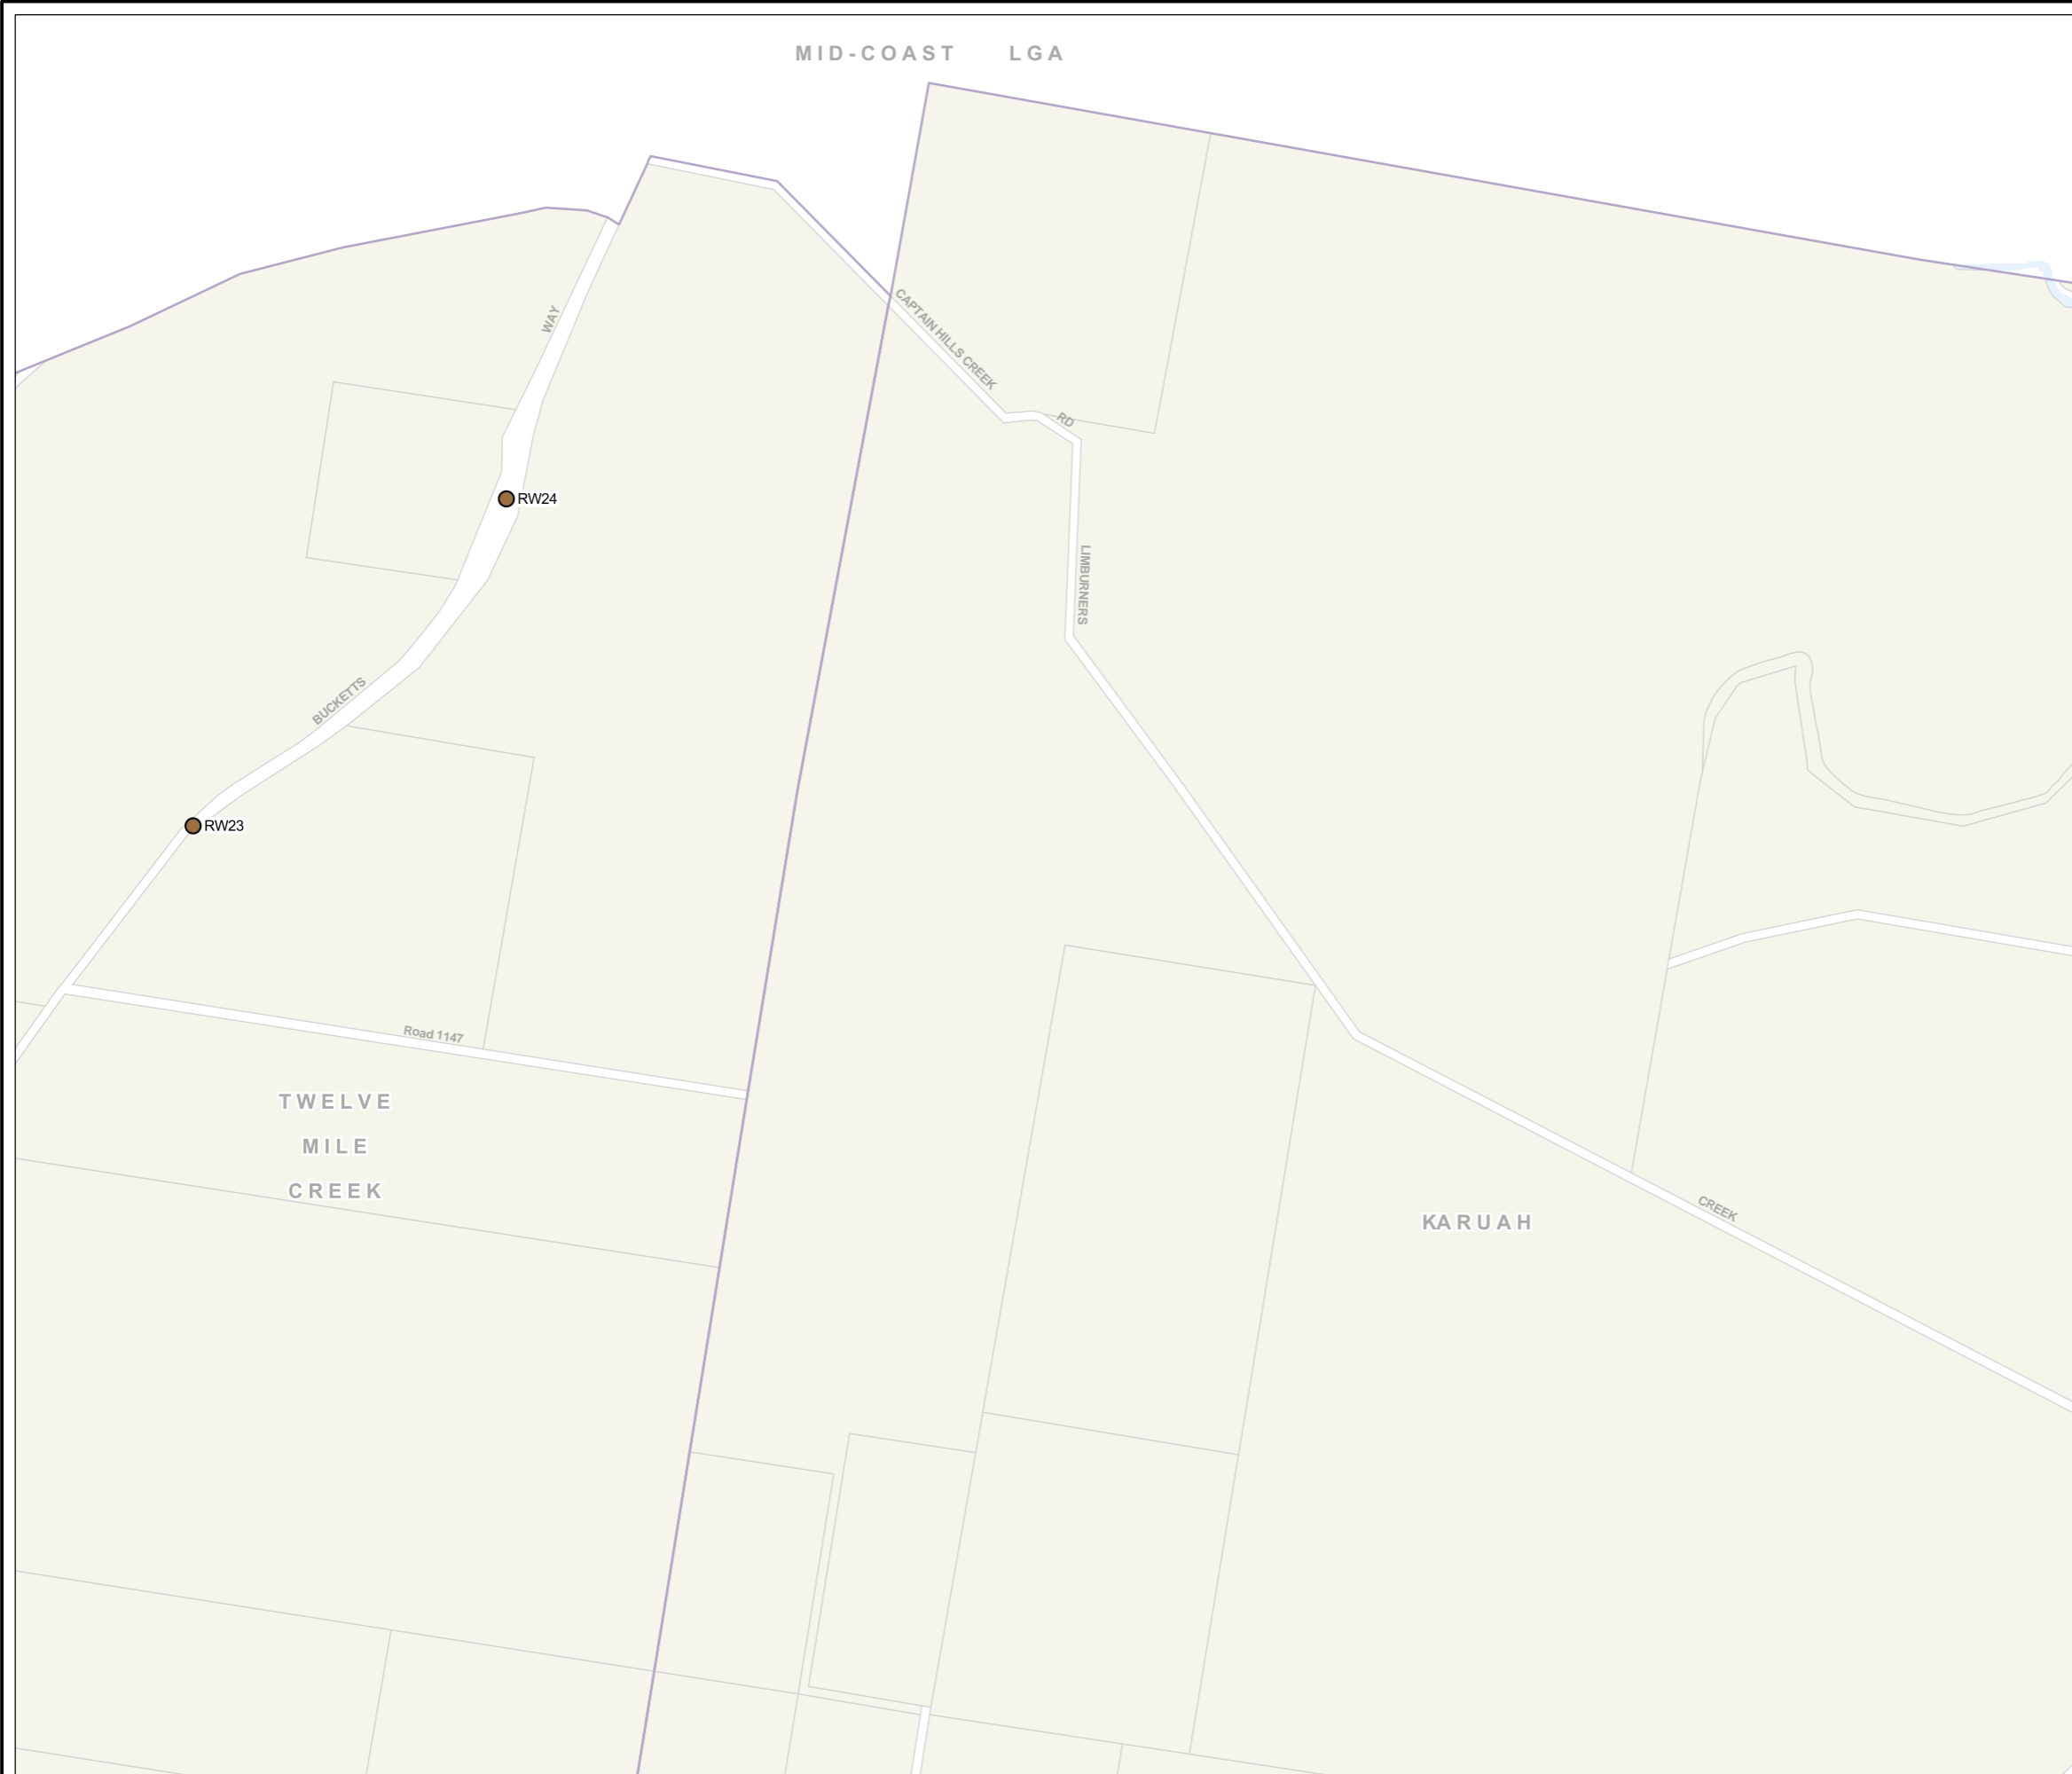 MID-COAST LGA
CAPTAIN HILLS CREEK
WAY
RD
RW24
LIMBURNERS
BUCKETTS
RW23
Road 1147
TWELVE
MILE
CREEK
CREEK
KARUAH